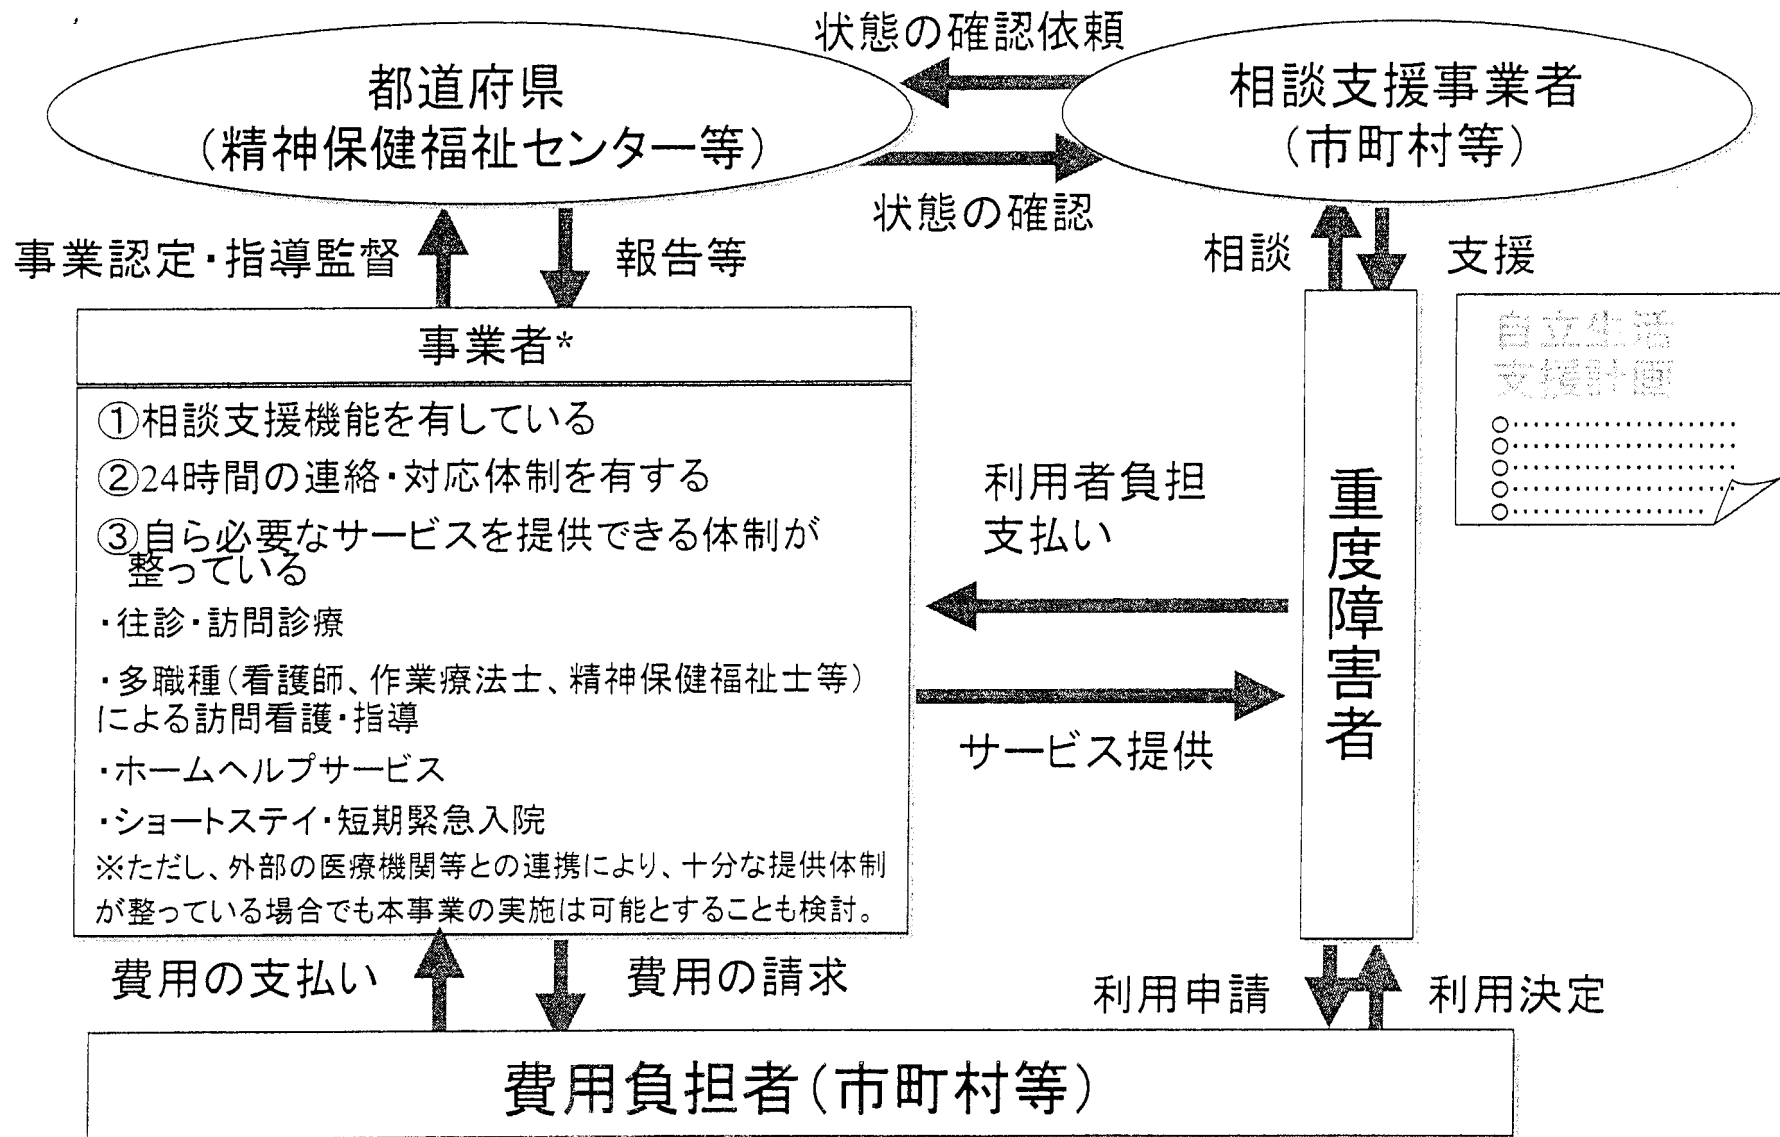 状態の確認依頼
都道府県
(精神保健福祉センター等)
相談支援事業者
(市町村等)
状態の確認
事業認定・指導監督
報告等
相談
支援
事業者*
①相談支援機能を有している
②24時間の連絡・対応体制を有する
③自ら必要なサービスを提供できる体制が
整っている
・往診・訪問診療
・多職種(看護師、作業療法士、精神保健福祉士等)
による訪問看護・指導
・ホームヘルプサービス
・ショートステイ・短期緊急入院
※ただし、外部の医療機関等との連携により、十分な提供体制
が整っている場合でも本事業の実施は可能とすることも検討。
利用者負担
支払い
サービス提供
重度障害者
自立生活
支援計画
費用の支払い
費用の請求
利用申請
利用決定
費用負担者(市町村等)